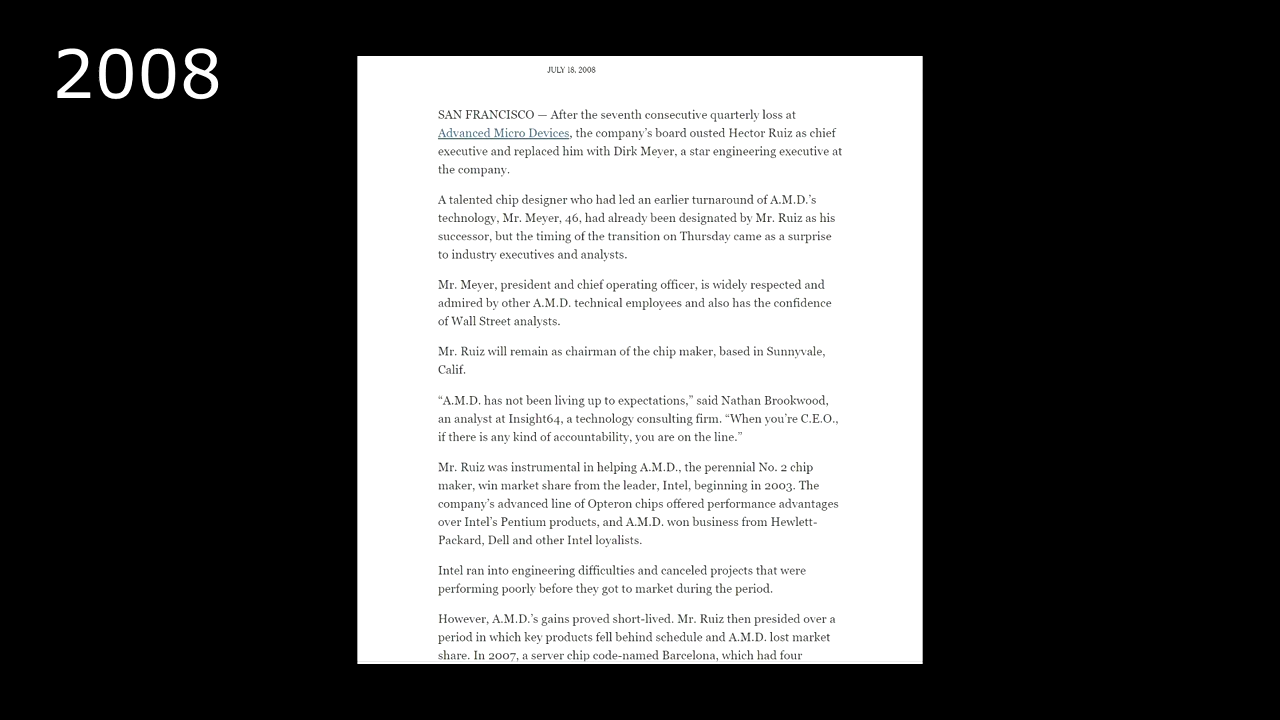 2008
JULY 18, 2008
SAN FRANCISCO — After the seventh consecutive quarterly loss at
Advanced Micro Devices, the company’s board ousted Hector Ruiz as chief
executive and replaced him with Dirk Meyer, a star engineering executive at
the company.
A talented chip designer who had led an earlier turnaround of A.M.D.’s
technology, Mr. Meyer, 46, had already been designated by Mr. Ruiz as his
successor, but the timing of the transition on Thursday came as a surprise
to industry executives and analysts.
Mr. Meyer, president and chief operating officer, is widely respected and
admired by other A.M.D. technical employees and also has the confidence
of Wall Street analysts.
Mr. Ruiz will remain as chairman of the chip maker, based in Sunnyvale,
Calif.
“A.M.D. has not been living up to expectations,” said Nathan Brookwood,
an analyst at Insight64, a technology consulting firm. “When you’re C.E.O.,
if there is any kind of accountability, you are on the line.”
Mr. Ruiz was instrumental in helping A.M.D., the perennial No. 2 chip
maker, win market share from the leader, Intel, beginning in 2003. The
company’s advanced line of Opteron chips offered performance advantages
over Intel’s Pentium products, and A.M.D. won business from Hewlett-
Packard, Dell and other Intel loyalists.
Intel ran into engineering difficulties and canceled projects that were
performing poorly before they got to market during the period.
However, A.M.D.’s gains proved short-lived. Mr. Ruiz then presided over a
period in which key products fell behind schedule and A.M.D. lost market
share. In 2007, a server chip code-named Barcelona, which had four